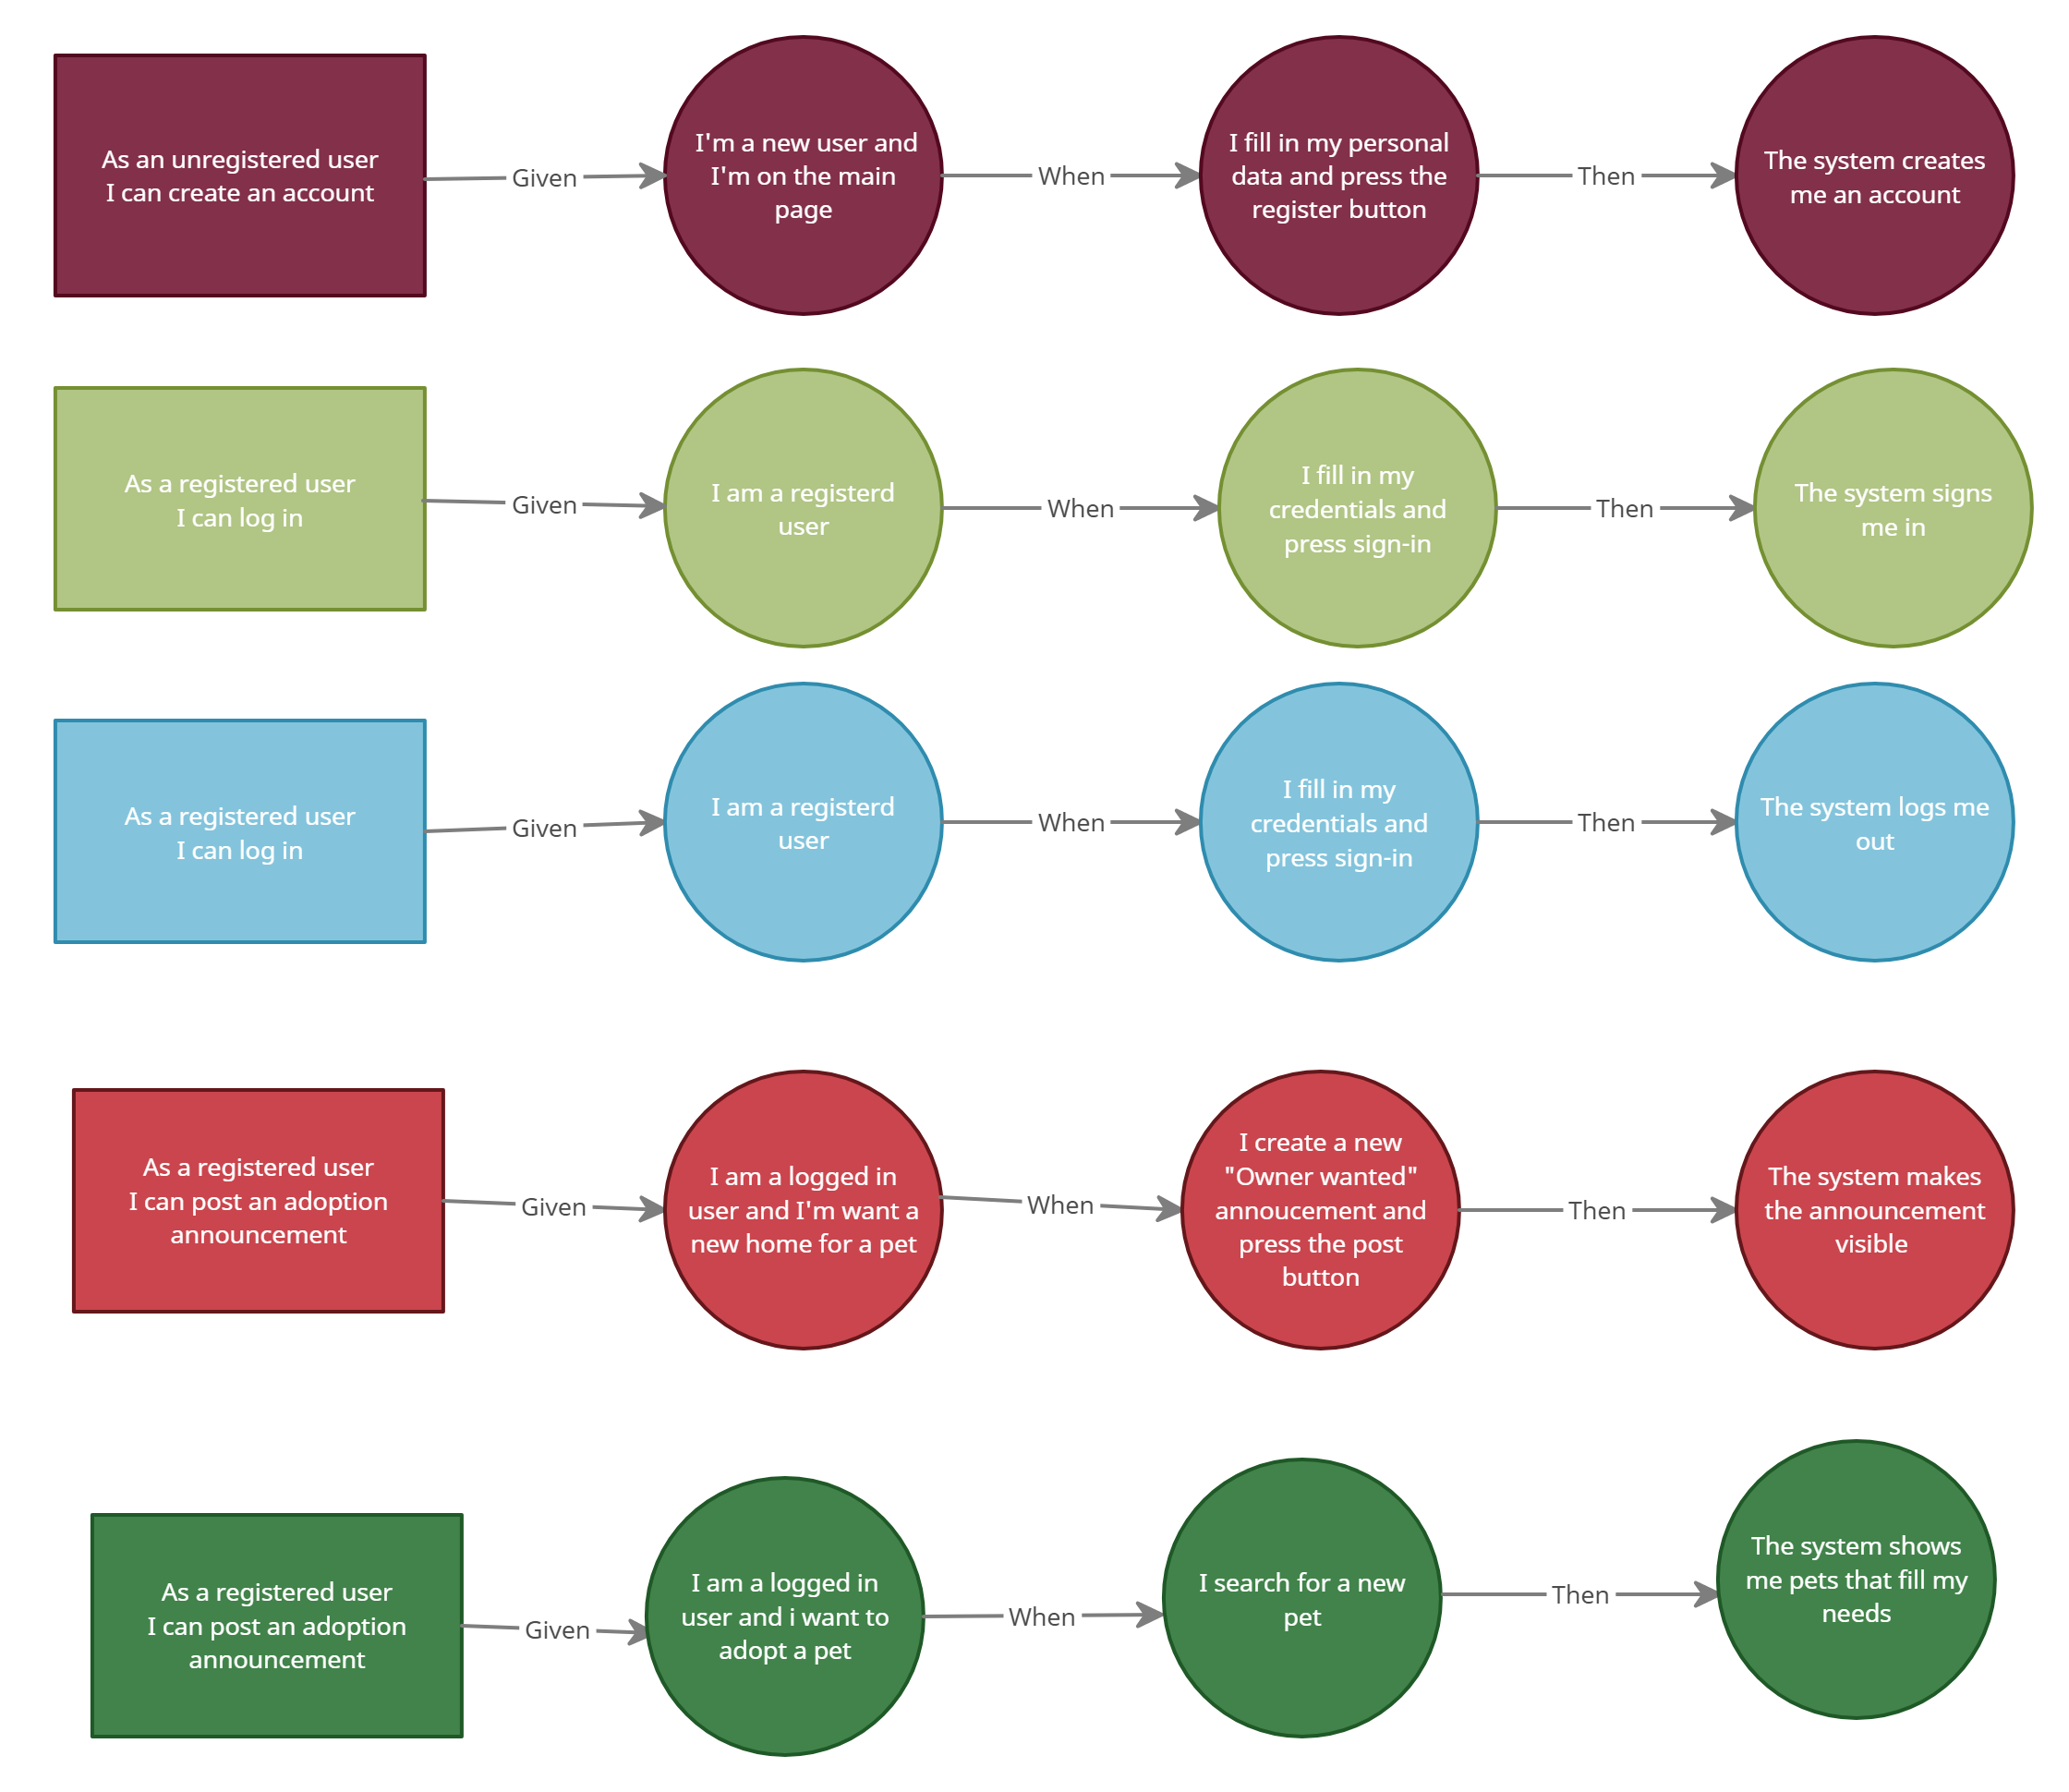 As an unregistered user
I can create an account
Given
I'm a new user and
I'm on the main
page
When
I fill in my personal
data and press the
register button
Then
The system creates
me an account
As a registered user
I can log in
Given
I am a registerd
user
When
I fill in my
credentials and
press sign-in
Then
The system signs
me in
As a registered user
I can log in
Given
I am a registerd
user
When
I fill in my
credentials and
press sign-in
Then
The system logs me
out
As a registered user
I can post an adoption
announcement
Given
I am a logged in
user and I'm want a
new home for a pet
When
I create a new
"Owner wanted"
annoucement and
press the post
button
Then
The system makes
the announcement
visible
As a registered user
I can post an adoption
announcement
Given
I am a logged in
user and i want to
adopt a pet
When
I search for a new
pet
Then
The system shows
me pets that fill my
needs